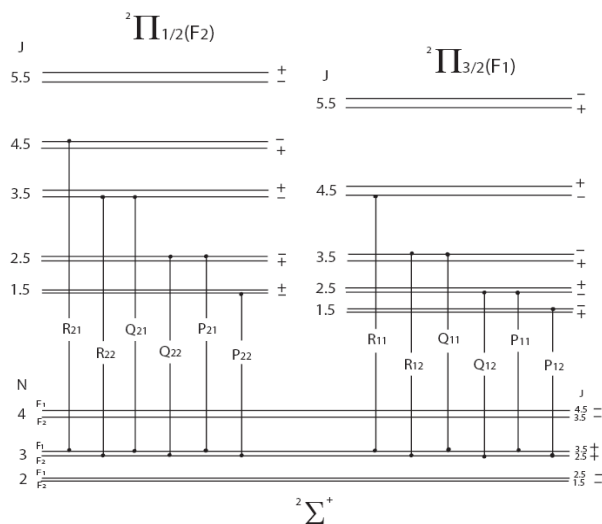 ²Π1/2(F2)
²Π3/2(F1)
J
J
5.5 + −
5.5 − +
4.5 − +
4.5 + −
3.5 + −
3.5 − +
2.5 − +
2.5 + −
1.5 + −
1.5 − +
R21 Q21 P21
R11 Q11 P11
R22 Q22 P22
R12 Q12 P12
N
J
4 F1 4.5 −
F2 3.5 −
3 F1 3.5 +
F2 2.5 +
2 F1 2.5 −
F2 1.5 −
²Σ⁺